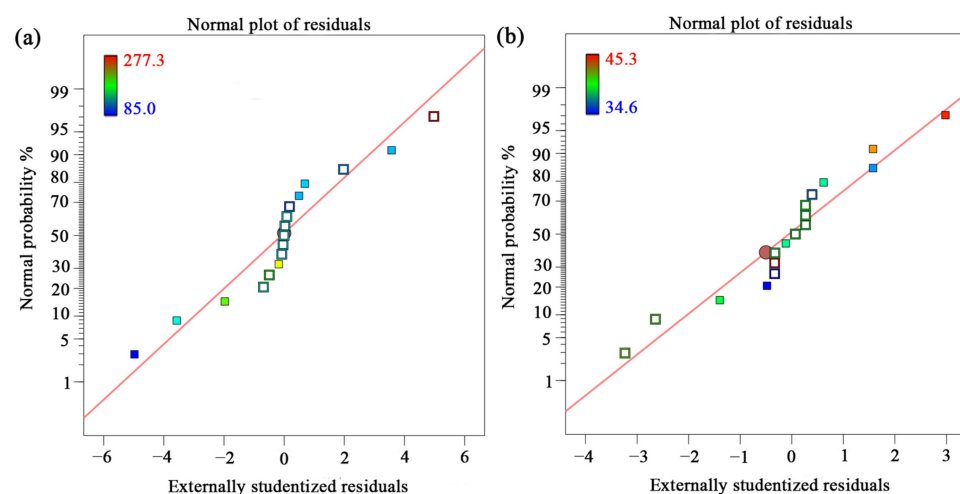 (a)
Normal plot of residuals
277.3
85.0
Normal probability %
99
95
90
80
70
50
30
20
10
5
1
−6 −4 −2 0 2 4 6
Externally studentized residuals
(b)
Normal plot of residuals
45.3
34.6
Normal probability %
99
95
90
80
70
50
30
20
10
5
1
−4 −3 −2 −1 0 1 2 3
Externally studentized residuals